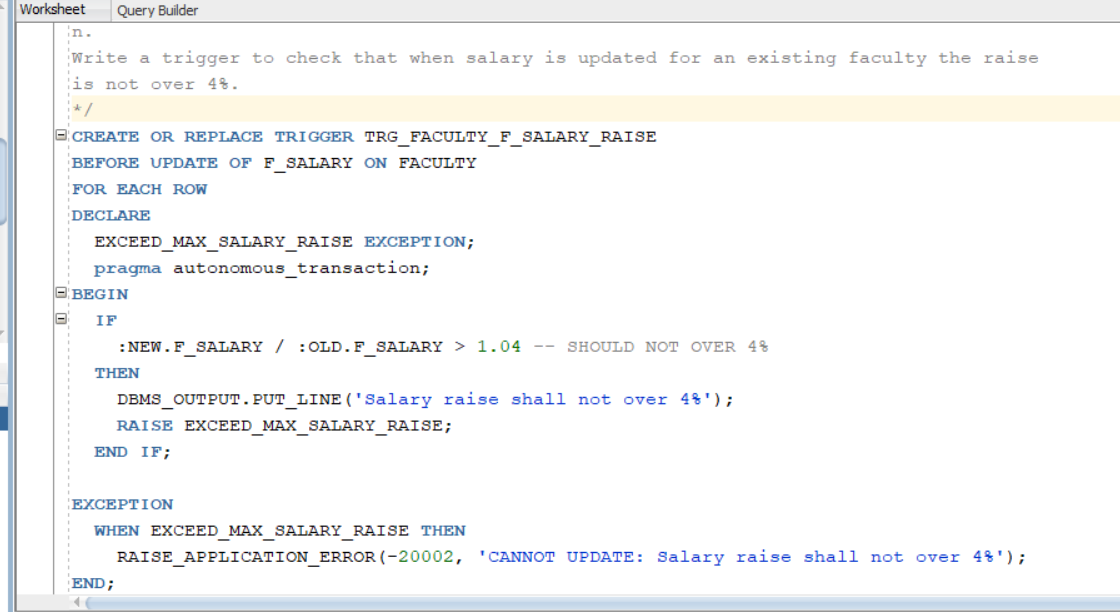 Worksheet Query Builder
n.
Write a trigger to check that when salary is updated for an existing faculty the raise
is not over 4%.
*/
CREATE OR REPLACE TRIGGER TRG_FACULTY_F_SALARY_RAISE
BEFORE UPDATE OF F_SALARY ON FACULTY
FOR EACH ROW
DECLARE
  EXCEED_MAX_SALARY_RAISE EXCEPTION;
  pragma autonomous_transaction;
BEGIN
  IF
    :NEW.F_SALARY / :OLD.F_SALARY > 1.04 -- SHOULD NOT OVER 4%
  THEN
    DBMS_OUTPUT.PUT_LINE('Salary raise shall not over 4%');
    RAISE EXCEED_MAX_SALARY_RAISE;
  END IF;
EXCEPTION
  WHEN EXCEED_MAX_SALARY_RAISE THEN
    RAISE_APPLICATION_ERROR(-20002, 'CANNOT UPDATE: Salary raise shall not over 4%');
END;